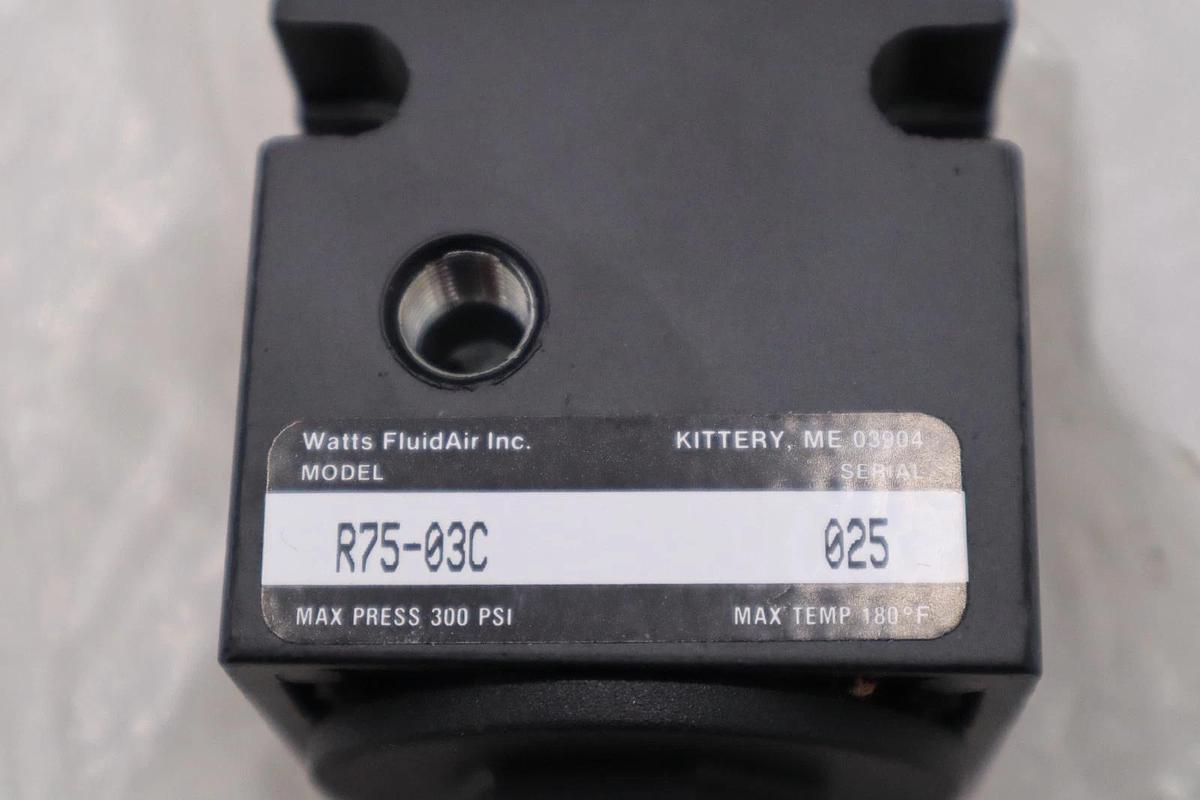 Watts FluidAir Inc. KITTERY, ME 03904
MODEL SERIAL
R75-03C 025
MAX PRESS 300 PSI MAX TEMP 180°F